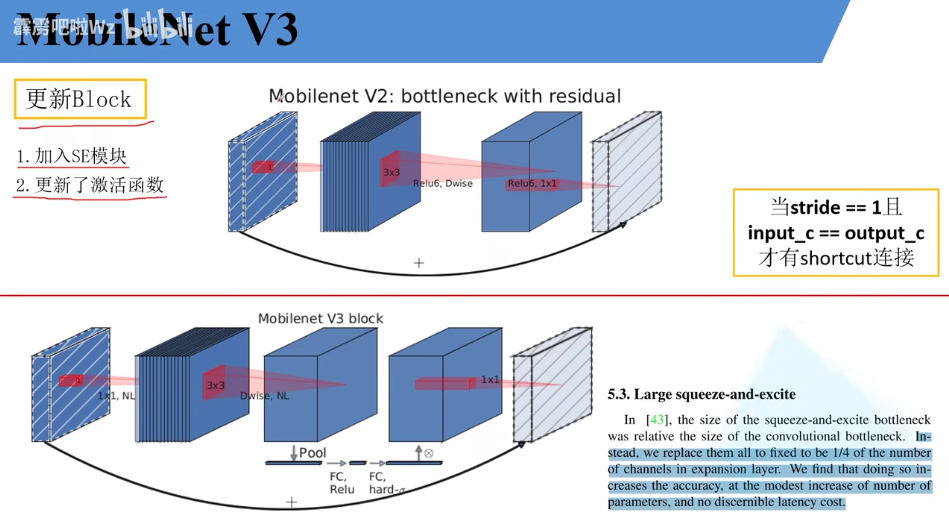 MobileNet V3
霹雳吧啦Wz bilibili
更新Block
1.加入SE模块
2.更新了激活函数
Mobilenet V2: bottleneck with residual
3x3
Relu6, Dwise
Relu6, 1x1
+
当stride == 1且
input_c == output_c
才有shortcut连接
Mobilenet V3 block
1x1, NL
3x3
Dwise, NL
1x1
Pool
⊗
FC,
Relu
FC,
hard-σ
+
5.3. Large squeeze-and-excite
In [43], the size of the squeeze-and-excite bottleneck
was relative the size of the convolutional bottleneck. In-
stead, we replace them all to fixed to be 1/4 of the number
of channels in expansion layer. We find that doing so in-
creases the accuracy, at the modest increase of number of
parameters, and no discernible latency cost.